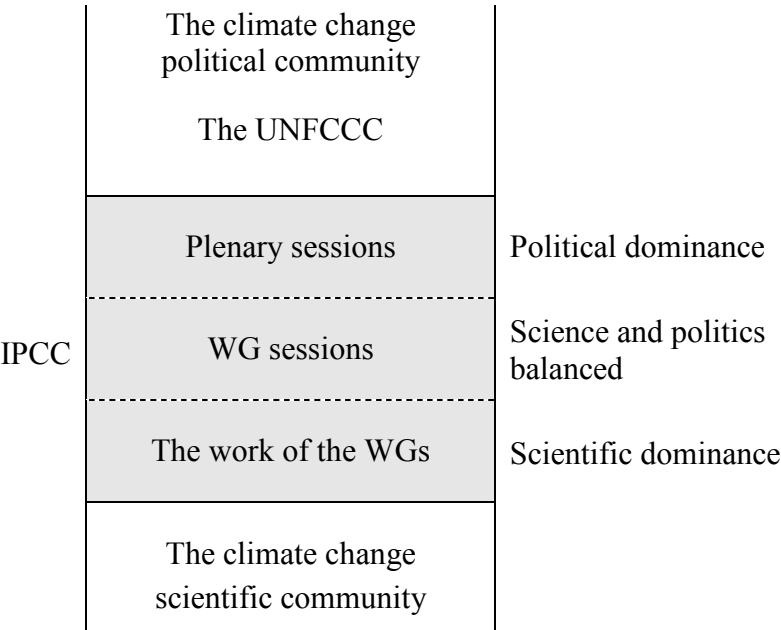 The climate change
political community
The UNFCCC
Plenary sessions
Political dominance
IPCC
WG sessions
Science and politics
balanced
The work of the WGs
Scientific dominance
The climate change
scientific community